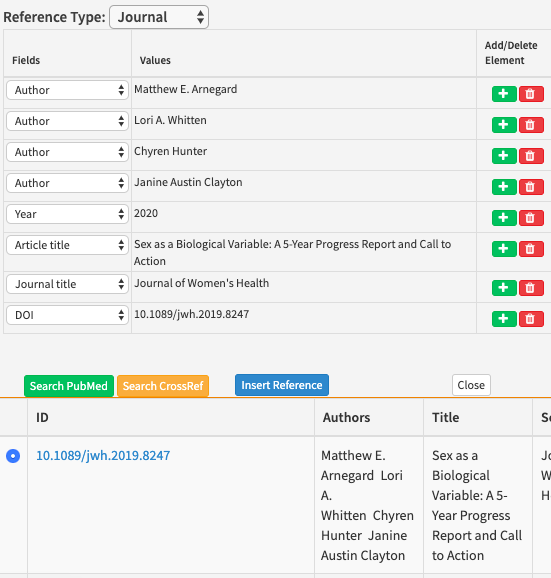 Reference Type: Journal
Fields Values Add/Delete
Element
Author Matthew E. Arnegard
Author Lori A. Whitten
Author Chyren Hunter
Author Janine Austin Clayton
Year 2020
Article title Sex as a Biological Variable: A 5-Year Progress Report and Call to
Action
Journal title Journal of Women's Health
DOI 10.1089/jwh.2019.8247
Search PubMed Search CrossRef Insert Reference Close
ID Authors Title
10.1089/jwh.2019.8247 Matthew E. Sex as a
Arnegard Lori Biological
A. Variable: A 5-
Whitten Chyren Year Progress
Hunter Janine Report and Call
Austin Clayton to Action